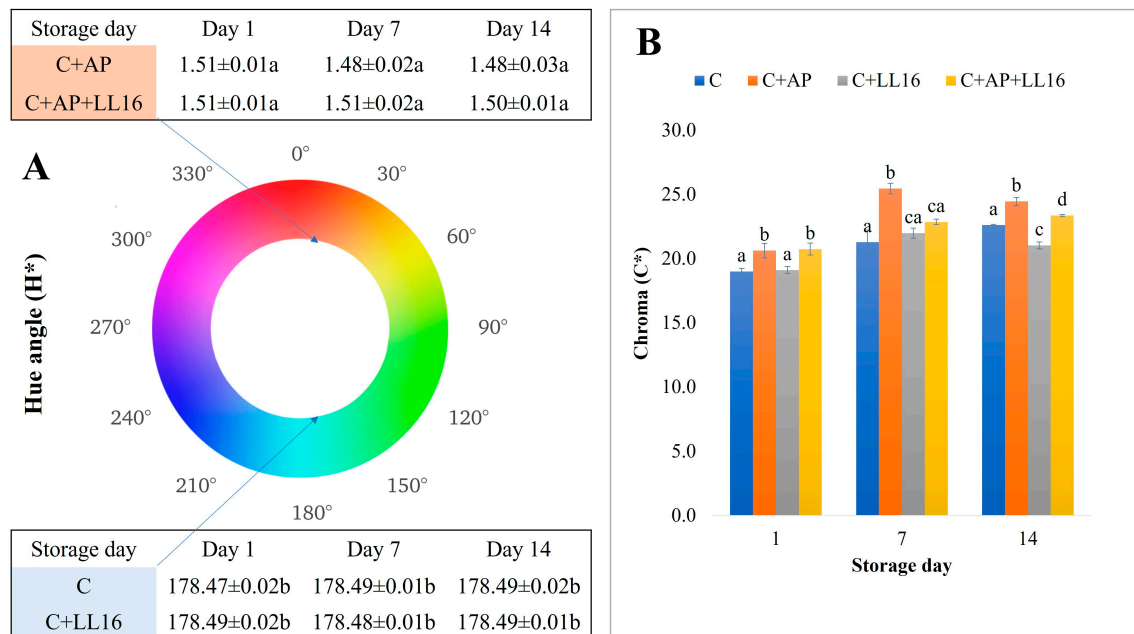 Storage day Day 1 Day 7 Day 14
C+AP 1.51±0.01a 1.48±0.02a 1.48±0.03a
C+AP+LL16 1.51±0.01a 1.51±0.02a 1.50±0.01a
A
Hue angle (H*)
0°
30°
60°
90°
120°
150°
180°
210°
240°
270°
300°
330°
Storage day Day 1 Day 7 Day 14
C 178.47±0.02b 178.49±0.01b 178.49±0.02b
C+LL16 178.49±0.02b 178.48±0.01b 178.49±0.01b
B
C C+AP C+LL16 C+AP+LL16
Chroma (C*)
30.0
25.0
20.0
15.0
10.0
5.0
0.0
a b a b
a b ca ca
a b c d
1 7 14
Storage day